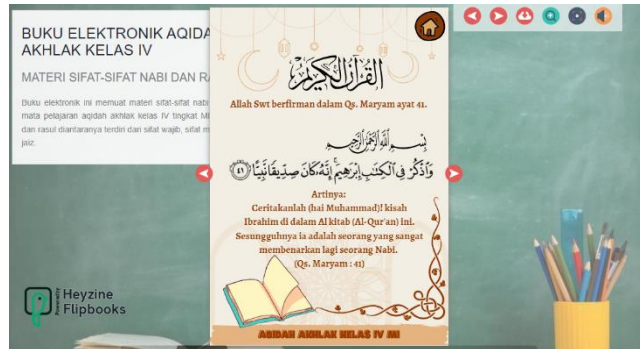 BUKU ELEKTRONIK AQIDA
AKHLAK KELAS IV
MATERI SIFAT-SIFAT NABI DAN RA
Buku elektronik ini memuat materi sifat-sifat nabi
mata pelajaran aqidah akhlak kelas IV tingkat MI
dan rasul diantaranya terdiri dari sifat wajib, sifat m
jaiz.
القرآن الكريم
Allah Swt berfirman dalam Qs. Maryam ayat 41.
بِسْمِ اللَّهِ الرَّحْمَٰنِ الرَّحِيمِ
وَاذْكُرْ فِي الْكِتَٰبِ إِبْرَٰهِيمَ ۚ إِنَّهُ كَانَ صِدِّيقًا نَّبِيًّا ﴿٤١﴾
Artinya:
Ceritakanlah (hai Muhammad)! kisah
Ibrahim di dalam Al kitab (Al-Qur'an) ini.
Sesungguhnya ia adalah seorang yang sangat
membenarkan lagi seorang Nabi.
(Qs. Maryam : 41)
AQIDAH AKHLAK KELAS IV MI
Powered by
Heyzine
Flipbooks